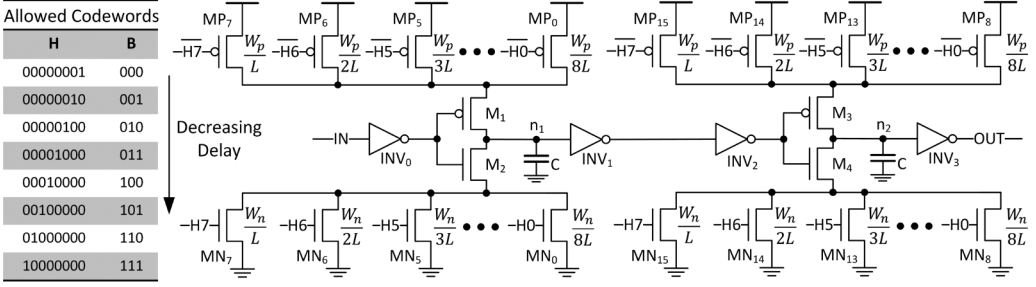 Allowed Codewords
H B
00000001 000
00000010 001
00000100 010
00001000 011
00010000 100
00100000 101
01000000 110
10000000 111
Decreasing
Delay
MP7 MP6 MP5 MP0 MP15 MP14 MP13 MP8
H7 Wp/L H6 Wp/2L H5 Wp/3L H0 Wp/8L H7 Wp/L H6 Wp/2L H5 Wp/3L H0 Wp/8L
M1 M3
IN n1 n2 OUT
INV0 M2 C INV1 INV2 M4 C INV3
H7 Wn/L H6 Wn/2L H5 Wn/3L H0 Wn/8L H7 Wn/L H6 Wn/2L H5 Wn/3L H0 Wn/8L
MN7 MN6 MN5 MN0 MN15 MN14 MN13 MN8